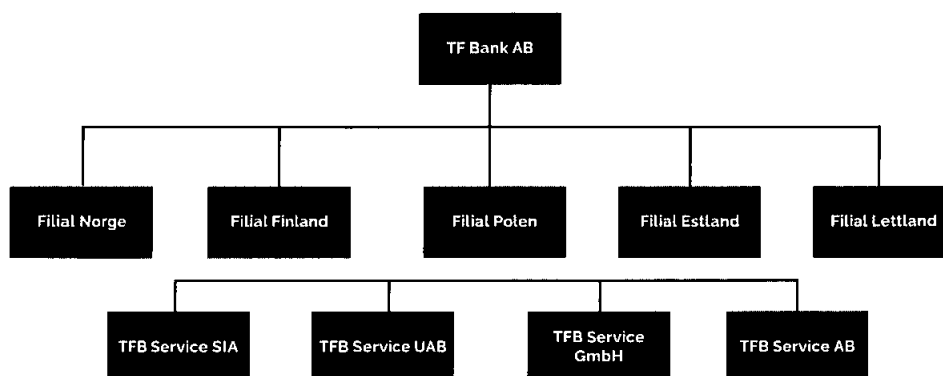 TF Bank AB
Filial Norge
Filial Finland
Filial Polen
Filial Estland
Filial Lettland
TFB Service SIA
TFB Service UAB
TFB Service
GmbH
TFB Service AB